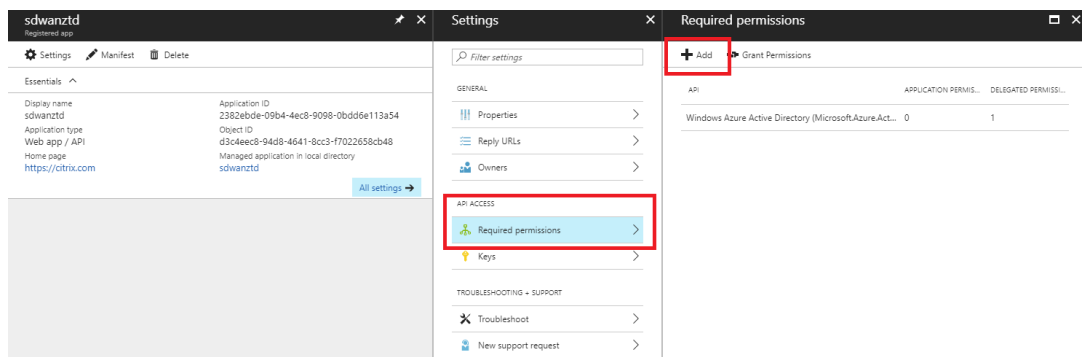 sdwanztd
Registered app
Settings Manifest Delete
Essentials
Display name
sdwanztd
Application type
Web app / API
Home page
https://citrix.com
Application ID
2382ebde-09b4-4ec8-9098-0bdd6e113a54
Object ID
d3c4eec8-94d8-4641-8cc3-f7022658cb48
Managed application in local directory
sdwanztd
All settings
Settings
Filter settings
GENERAL
Properties
Reply URLs
Owners
API ACCESS
Required permissions
Keys
TROUBLESHOOTING + SUPPORT
Troubleshoot
New support request
Required permissions
Add Grant Permissions
API APPLICATION PERMIS... DELEGATED PERMISSI...
Windows Azure Active Directory (Microsoft.Azure.Act... 0 1